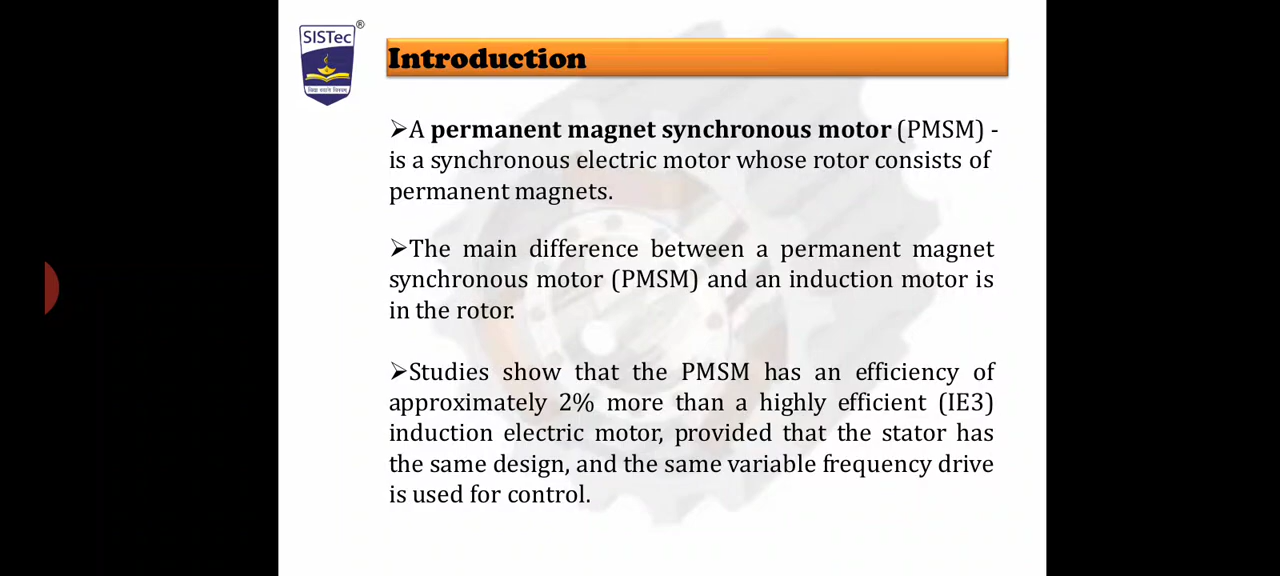 SISTec®
विद्या परमं विजयम्
Introduction
➢A permanent magnet synchronous motor (PMSM) -
is a synchronous electric motor whose rotor consists of
permanent magnets.
➢The main difference between a permanent magnet
synchronous motor (PMSM) and an induction motor is
in the rotor.
➢Studies show that the PMSM has an efficiency of
approximately 2% more than a highly efficient (IE3)
induction electric motor, provided that the stator has
the same design, and the same variable frequency drive
is used for control.